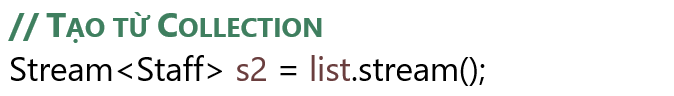 // TẠO TỪ COLLECTION
Stream<Staff> s2 = list.stream();